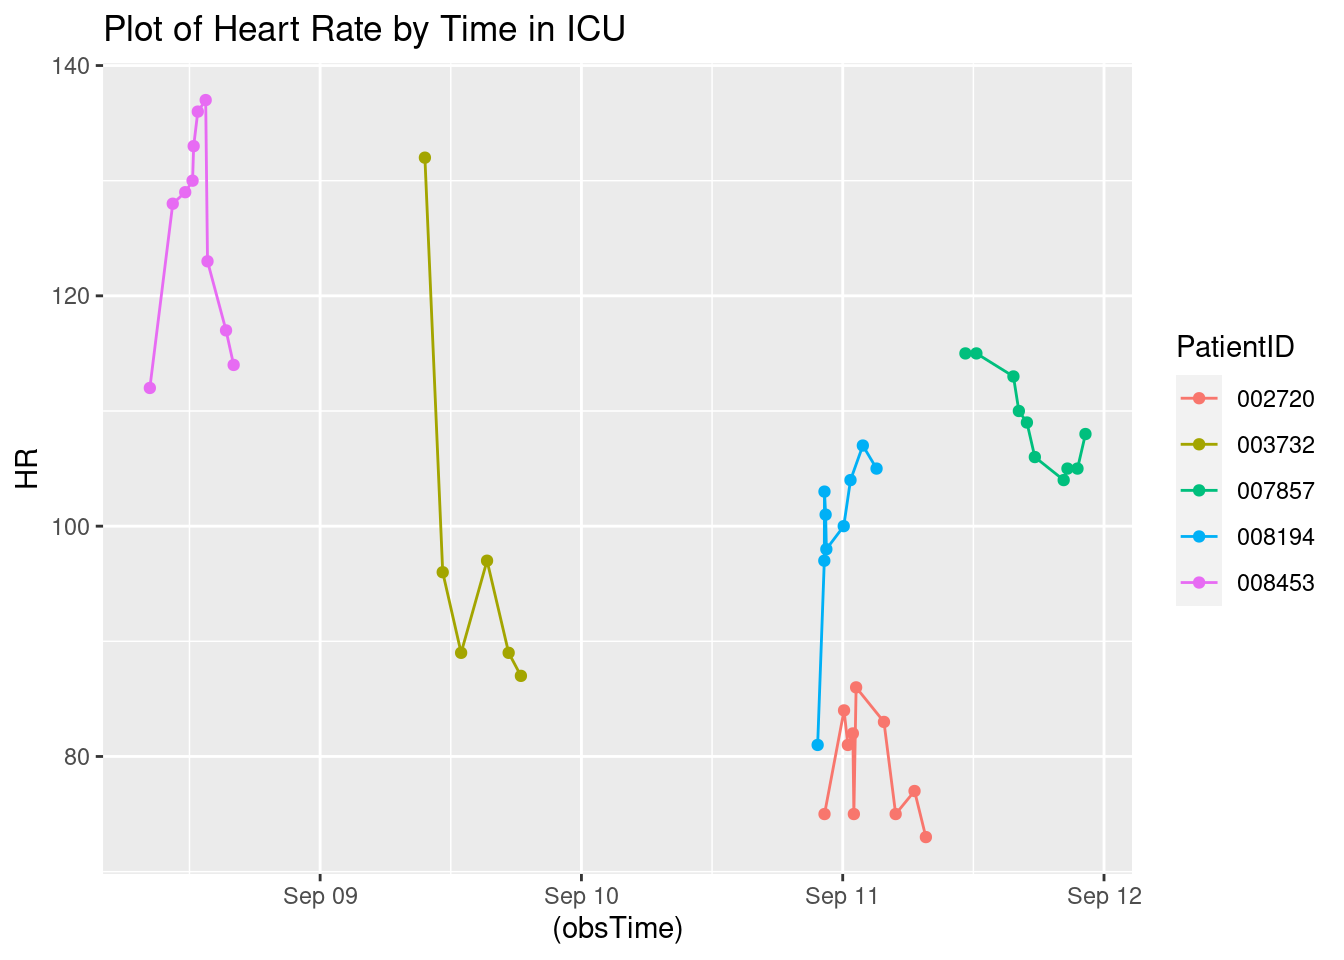 Plot of Heart Rate by Time in ICU
140
120
100
80
HR
Sep 09
Sep 10
Sep 11
Sep 12
(obsTime)
PatientID
002720
003732
007857
008194
008453